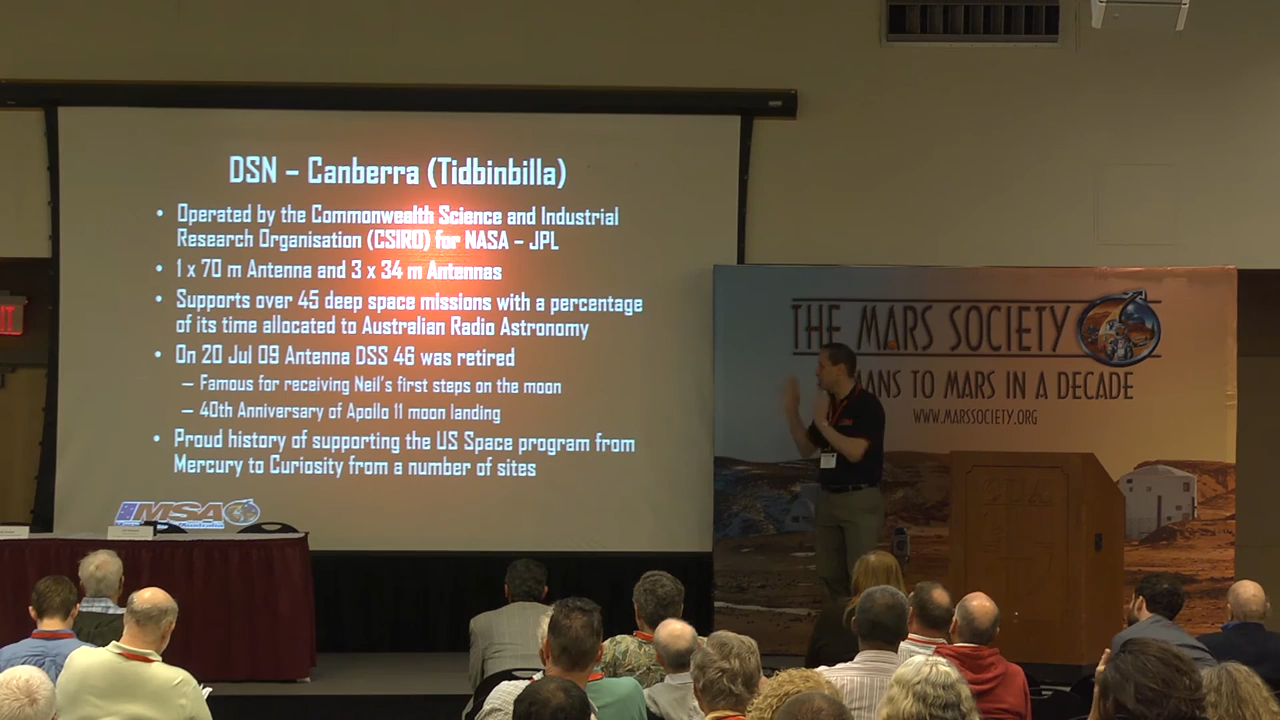 DSN – Canberra (Tidbinbilla)
• Operated by the Commonwealth Science and Industrial
Research Organisation (CSIRO) for NASA – JPL
• 1 x 70 m Antenna and 3 x 34 m Antennas
• Supports over 45 deep space missions with a percentage
of its time allocated to Australian Radio Astronomy
• On 20 Jul 09 Antenna DSS 46 was retired
– Famous for receiving Neil's first steps on the moon
– 40th Anniversary of Apollo 11 moon landing
• Proud history of supporting the US Space program from
Mercury to Curiosity from a number of sites
MSA
THE MARS SOCIETY
ANS TO MARS IN A DECADE
WWW.MARSSOCIETY.ORG